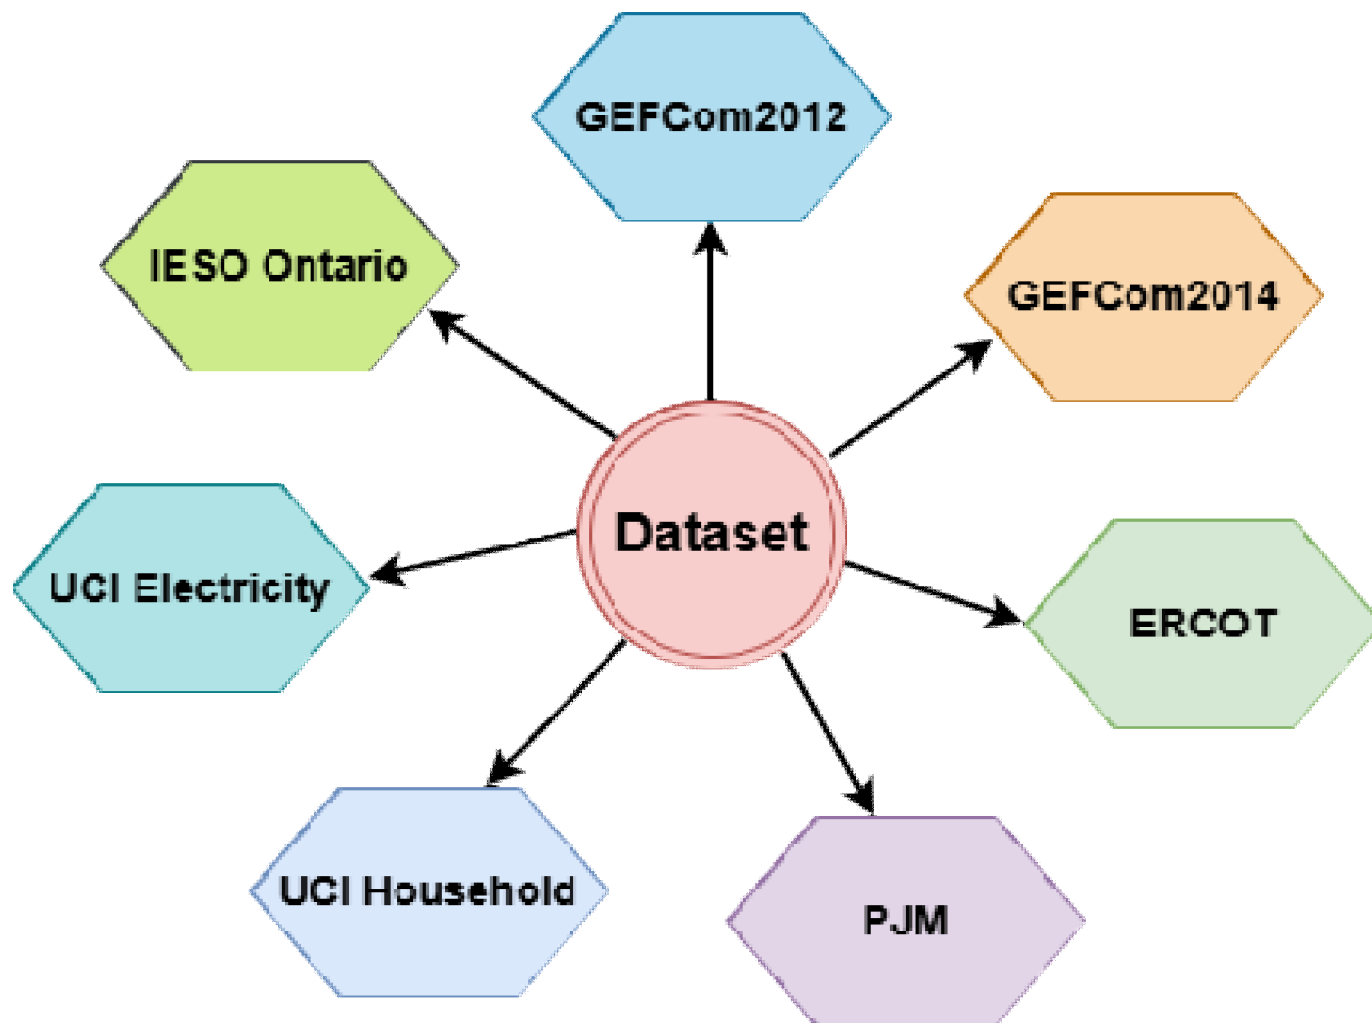 GEFCom2012
IESO Ontario
GEFCom2014
Dataset
UCI Electricity
ERCOT
UCI Household
PJM